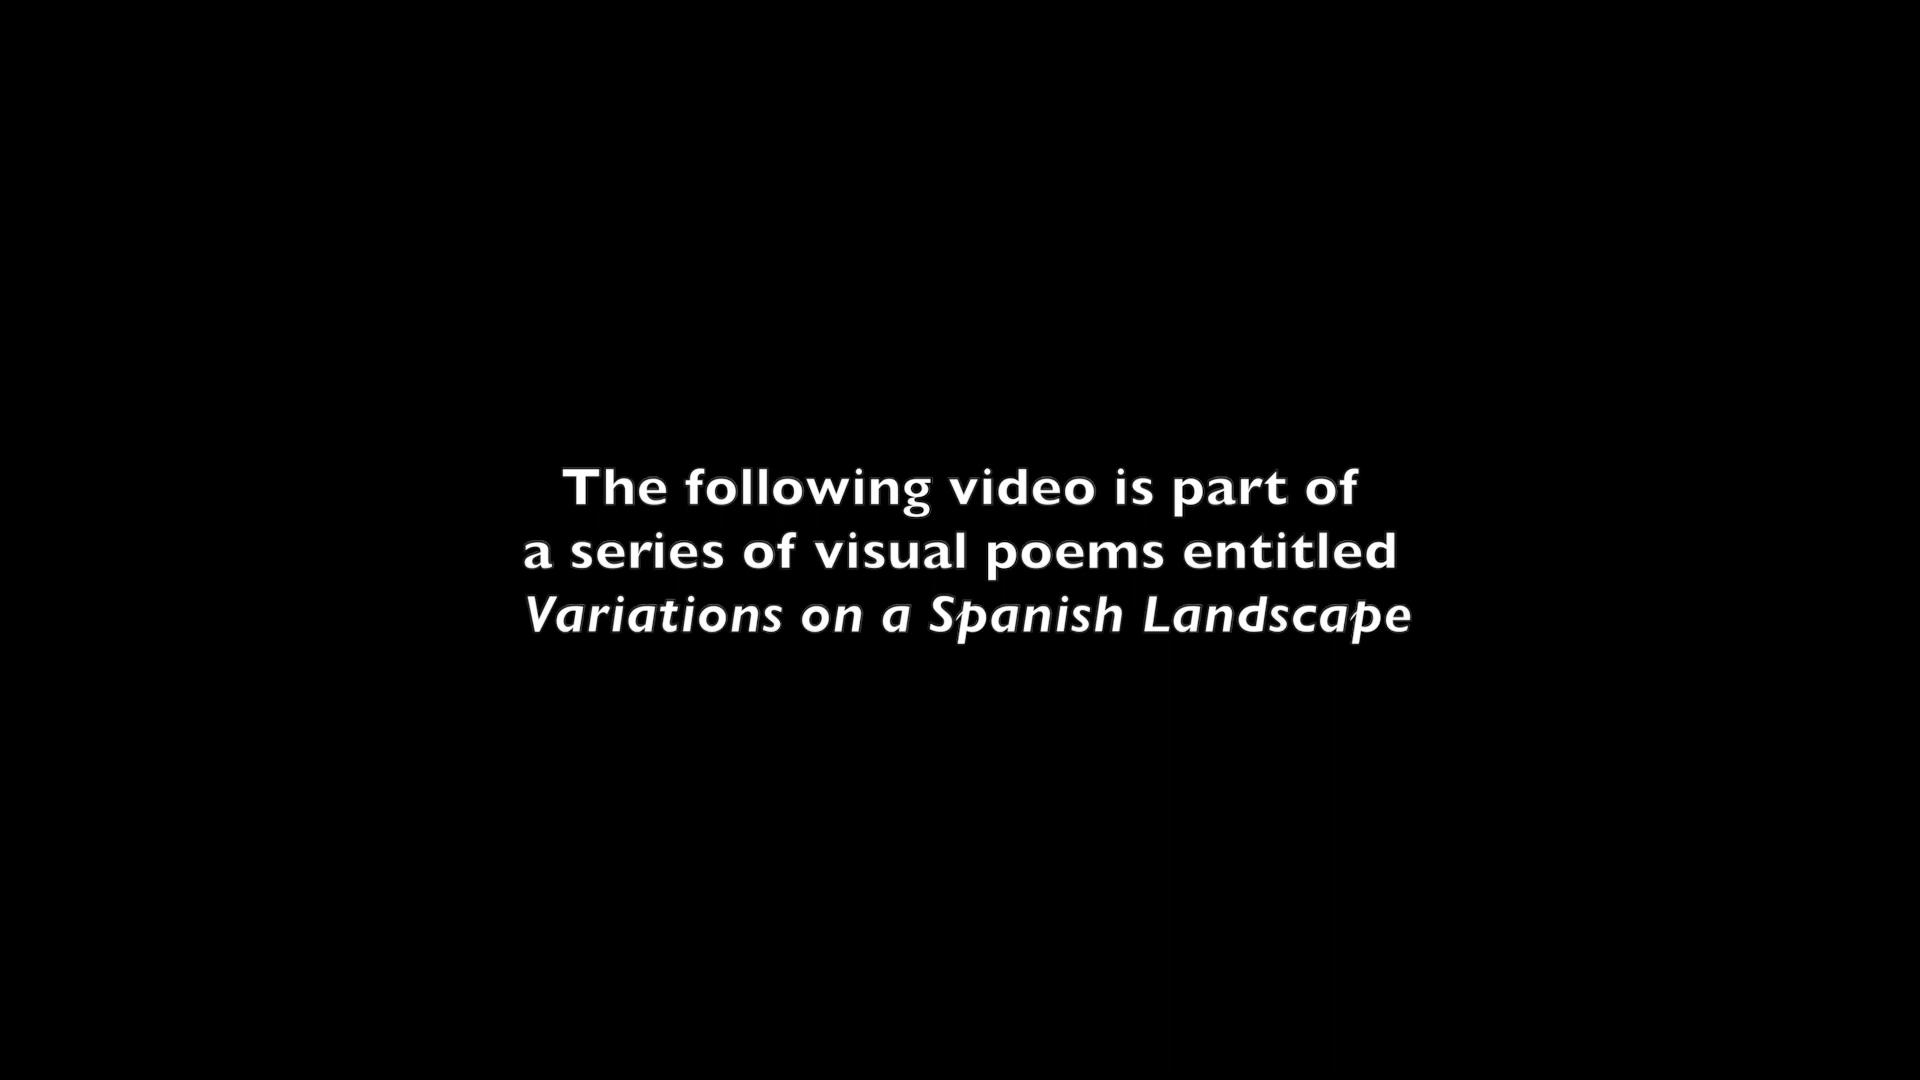 The following video is part of
a series of visual poems entitled
Variations on a Spanish Landscape